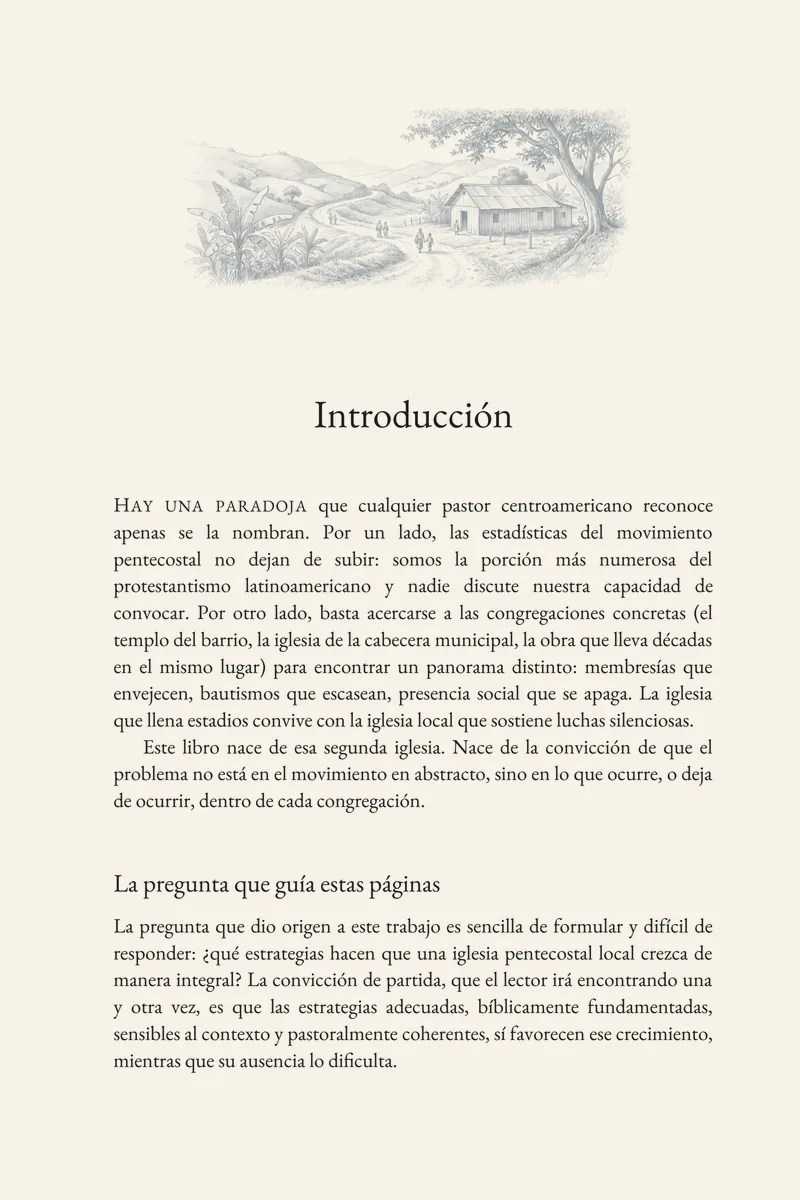 Introducción
HAY UNA PARADOJA que cualquier pastor centroamericano reconoce
apenas se la nombran. Por un lado, las estadísticas del movimiento
pentecostal no dejan de subir: somos la porción más numerosa del
protestantismo latinoamericano y nadie discute nuestra capacidad de
convocar. Por otro lado, basta acercarse a las congregaciones concretas (el
templo del barrio, la iglesia de la cabecera municipal, la obra que lleva décadas
en el mismo lugar) para encontrar un panorama distinto: membresías que
envejecen, bautismos que escasean, presencia social que se apaga. La iglesia
que llena estadios convive con la iglesia local que sostiene luchas silenciosas.
Este libro nace de esa segunda iglesia. Nace de la convicción de que el
problema no está en el movimiento en abstracto, sino en lo que ocurre, o deja
de ocurrir, dentro de cada congregación.
La pregunta que guía estas páginas
La pregunta que dio origen a este trabajo es sencilla de formular y difícil de
responder: ¿qué estrategias hacen que una iglesia pentecostal local crezca de
manera integral? La convicción de partida, que el lector irá encontrando una
y otra vez, es que las estrategias adecuadas, bíblicamente fundamentadas,
sensibles al contexto y pastoralmente coherentes, sí favorecen ese crecimiento,
mientras que su ausencia lo dificulta.